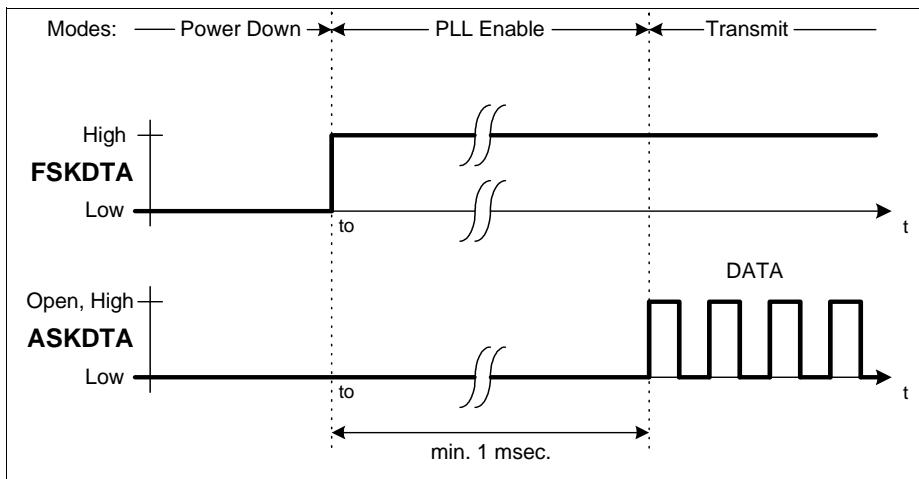 Modes: Power Down PLL Enable Transmit
High
FSKDTA
Low
to
t
DATA
Open, High
ASKDTA
Low
to
t
min. 1 msec.